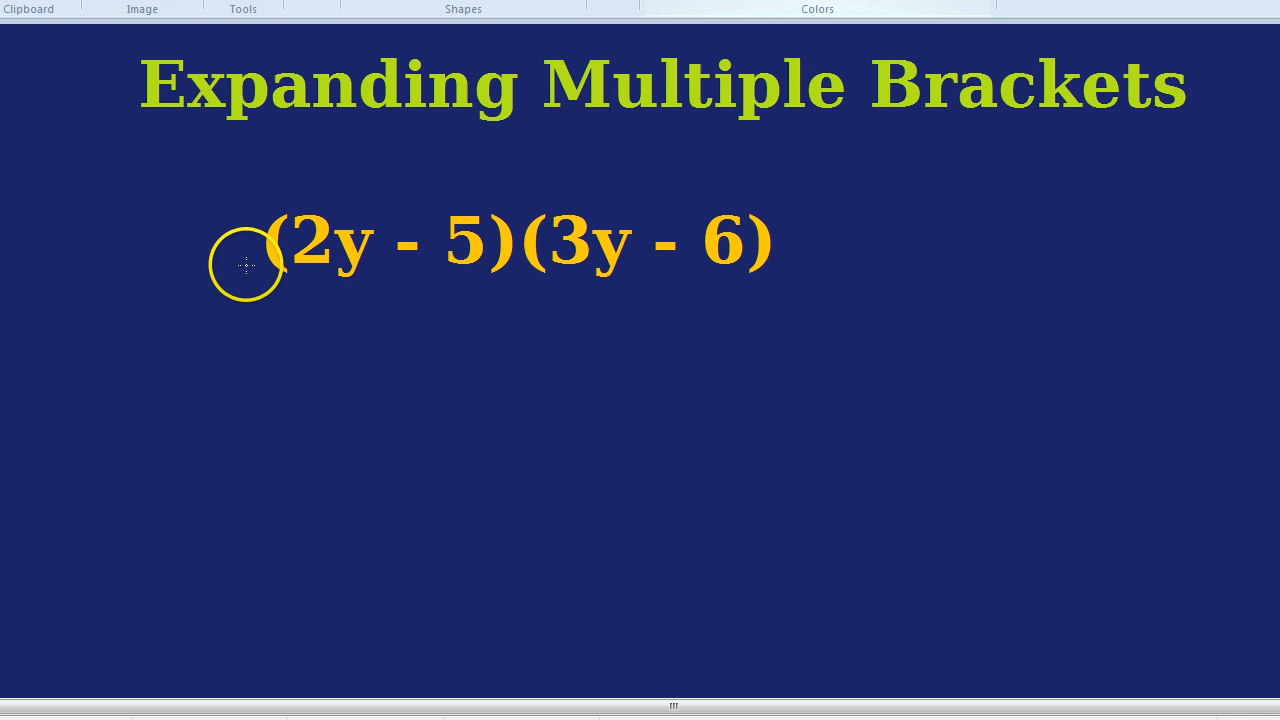 Clipboard Image Tools Shapes Colors
Expanding Multiple Brackets
(2y - 5)(3y - 6)